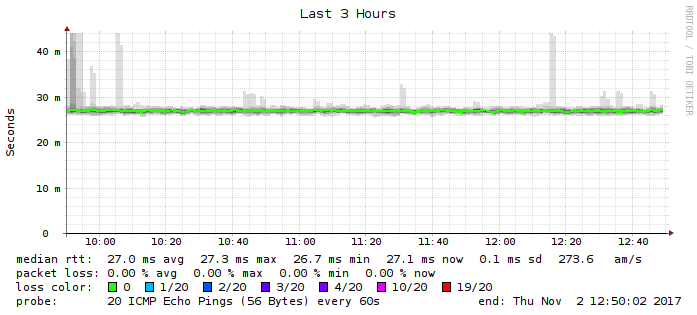 Last 3 Hours
RRDTOOL / TOBI OETIKER
Seconds
40 m
30 m
20 m
10 m
0
10:00 10:20 10:40 11:00 11:20 11:40 12:00 12:20 12:40
median rtt: 27.0 ms avg 27.3 ms max 26.7 ms min 27.1 ms now 0.1 ms sd 273.6 am/s
packet loss: 0.00 % avg 0.00 % max 0.00 % min 0.00 % now
loss color: 0 1/20 2/20 3/20 4/20 10/20 19/20
probe: 20 ICMP Echo Pings (56 Bytes) every 60s end: Thu Nov 2 12:50:02 2017